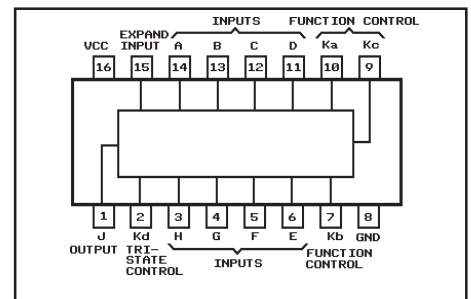 INPUTS FUNCTION CONTROL
EXPAND
VCC INPUT A B C D Ka Kc
16 15 14 13 12 11 10 9
1 2 3 4 5 6 7 8
J Kd H G F E Kb GND
OUTPUT TRI- INPUTS FUNCTION
STATE CONTROL
CONTROL